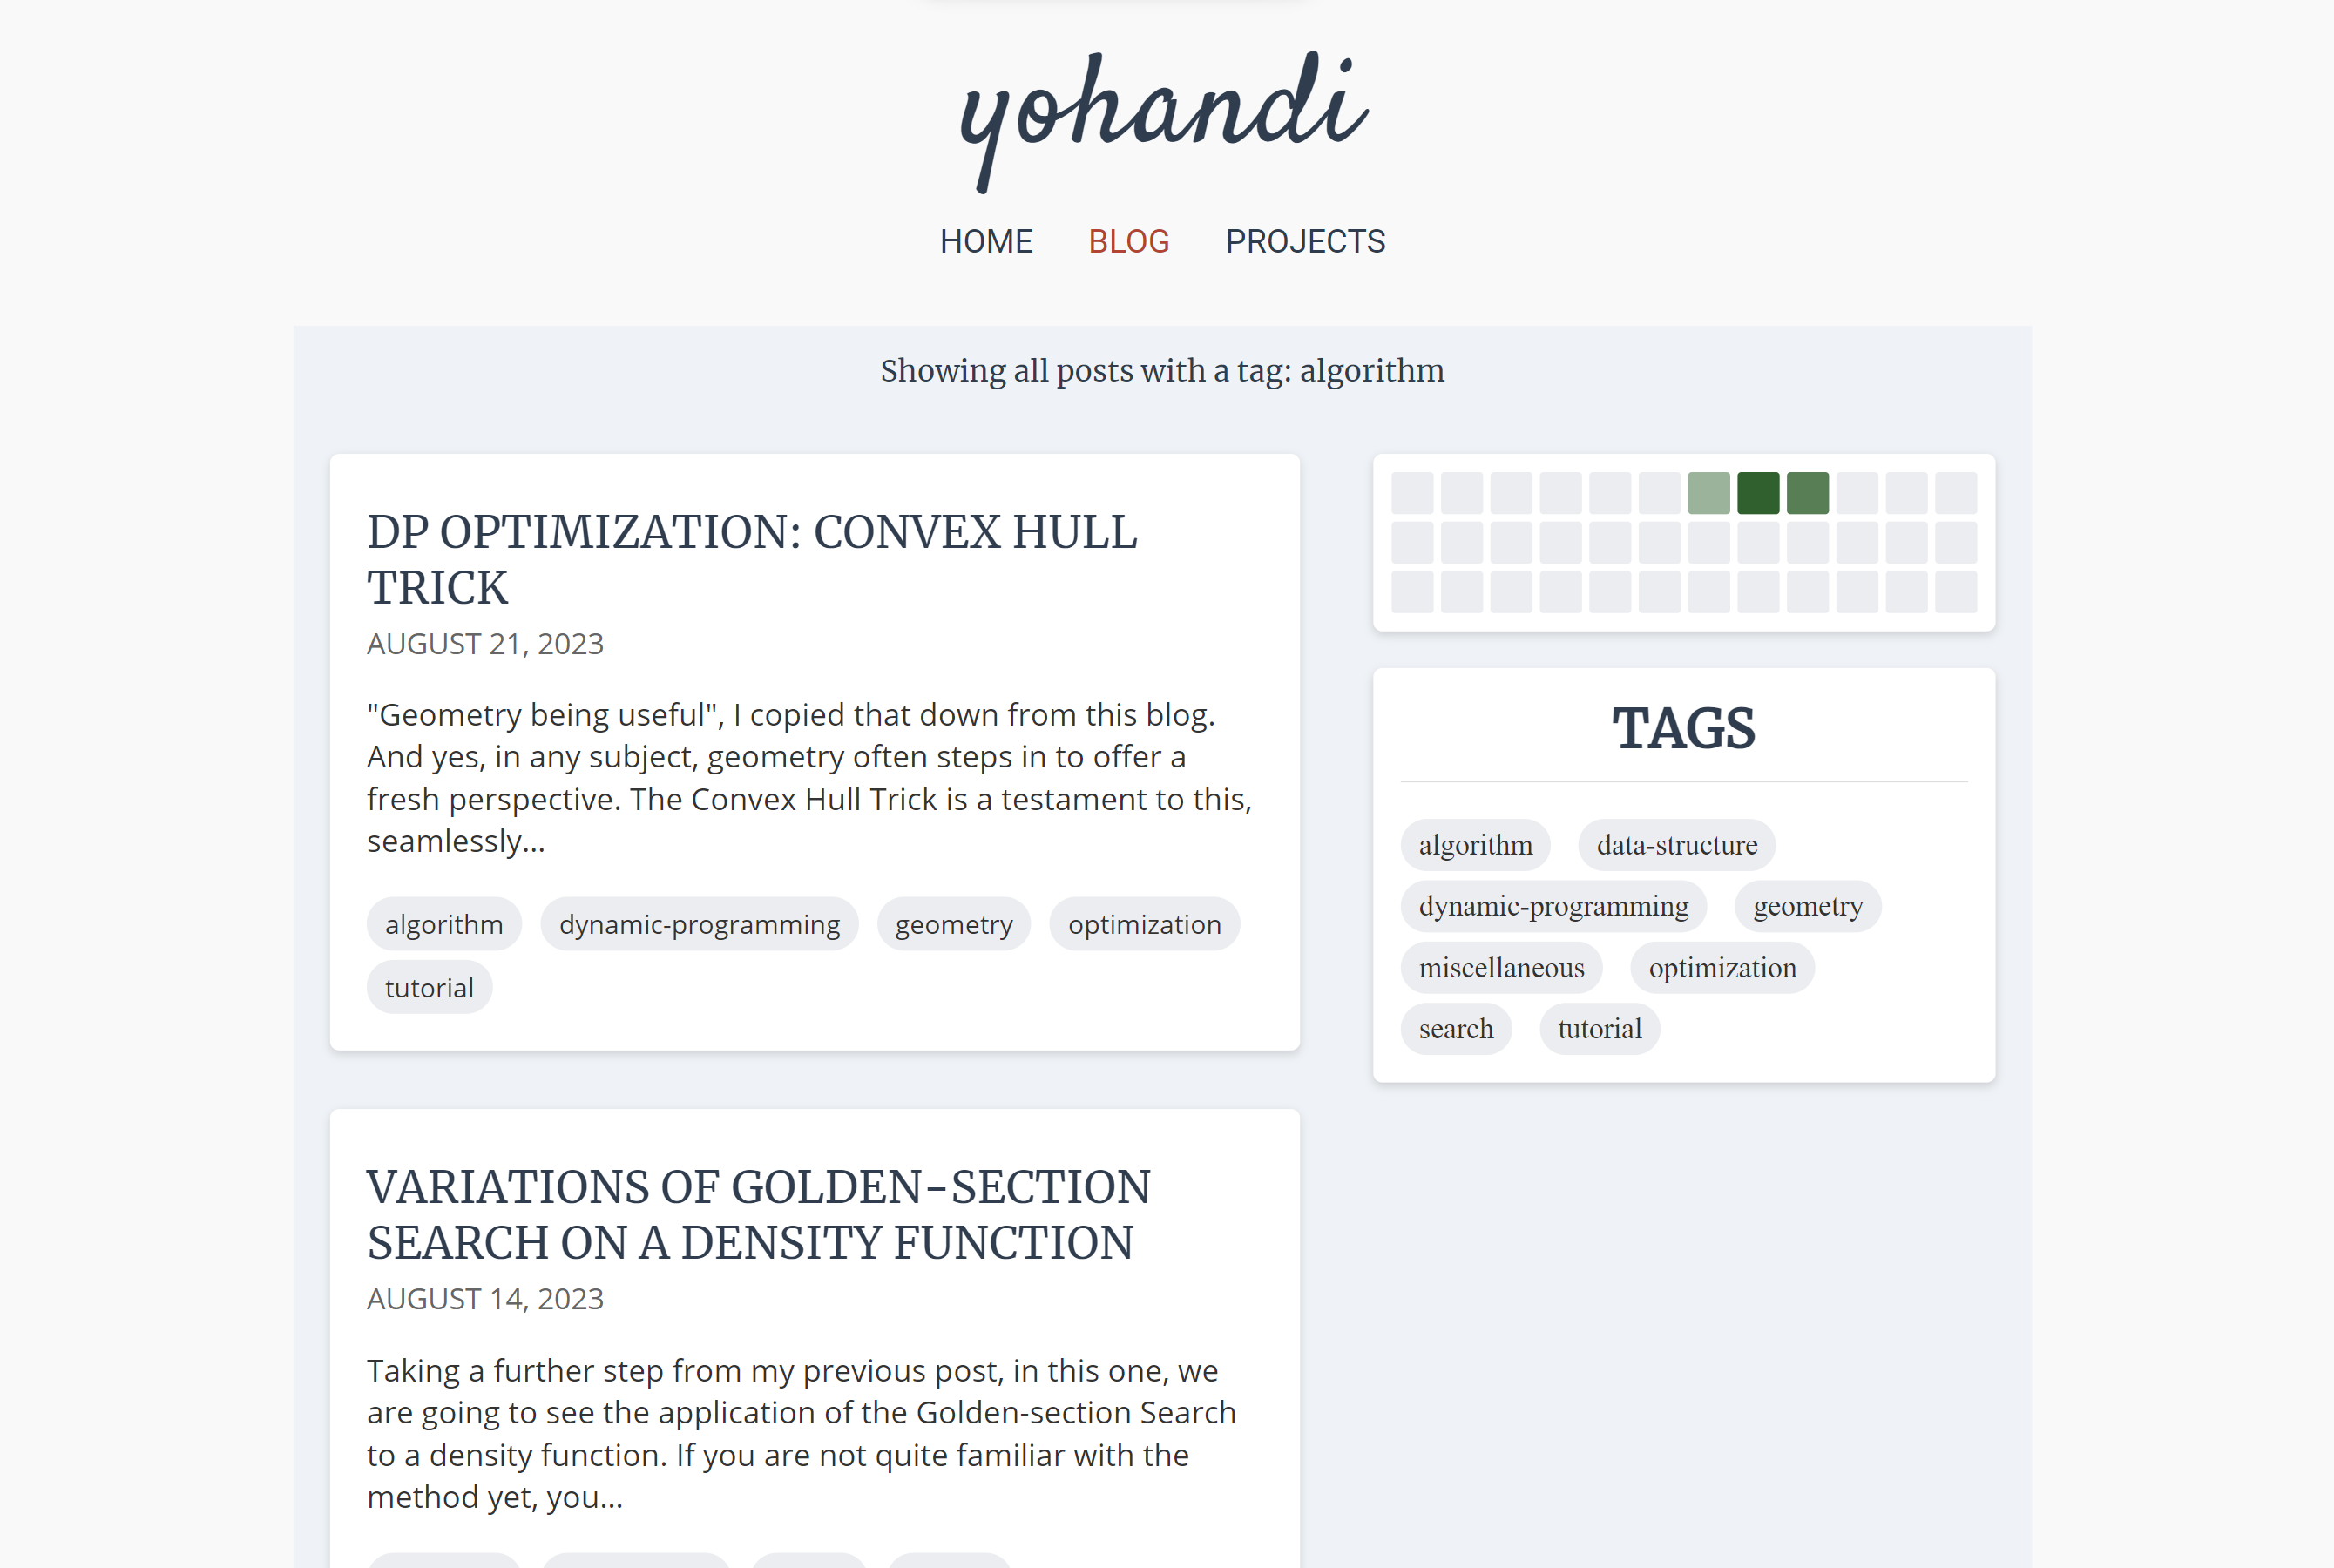 yohandi
HOME BLOG PROJECTS
Showing all posts with a tag: algorithm
DP OPTIMIZATION: CONVEX HULL
TRICK
AUGUST 21, 2023
"Geometry being useful", I copied that down from this blog.
And yes, in any subject, geometry often steps in to offer a
fresh perspective. The Convex Hull Trick is a testament to this,
seamlessly...
algorithm dynamic-programming geometry optimization
tutorial
VARIATIONS OF GOLDEN-SECTION
SEARCH ON A DENSITY FUNCTION
AUGUST 14, 2023
Taking a further step from my previous post, in this one, we
are going to see the application of the Golden-section Search
to a density function. If you are not quite familiar with the
method yet, you...
TAGS
algorithm data-structure
dynamic-programming geometry
miscellaneous optimization
search tutorial